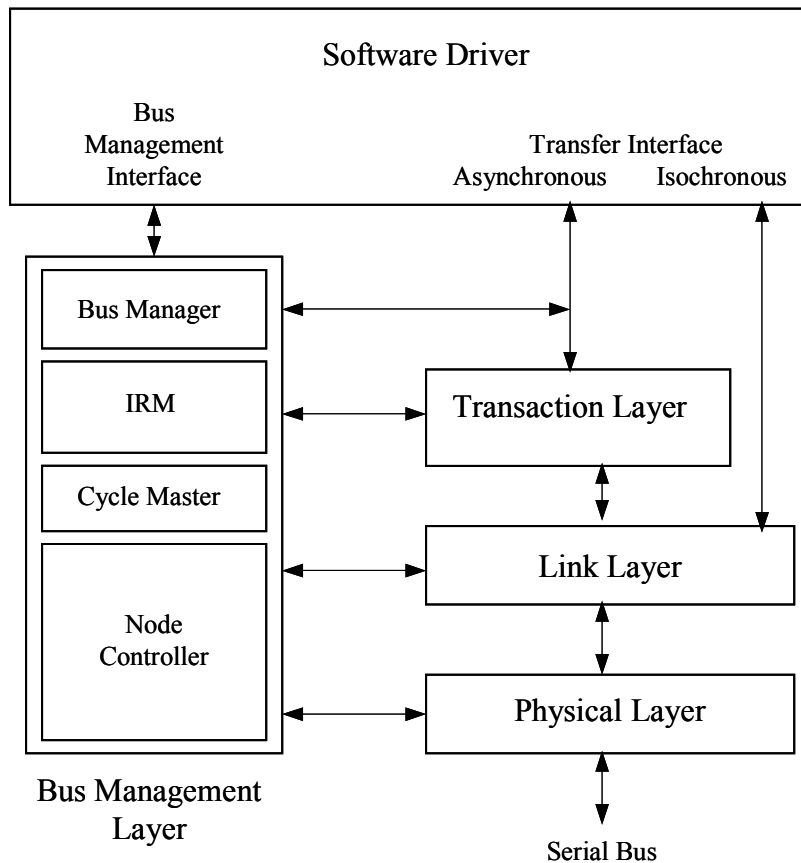 Software Driver
Bus
Management
Interface
Transfer Interface
Asynchronous
Isochronous
Bus Manager
IRM
Transaction Layer
Cycle Master
Link Layer
Node
Controller
Physical Layer
Bus Management
Layer
Serial Bus